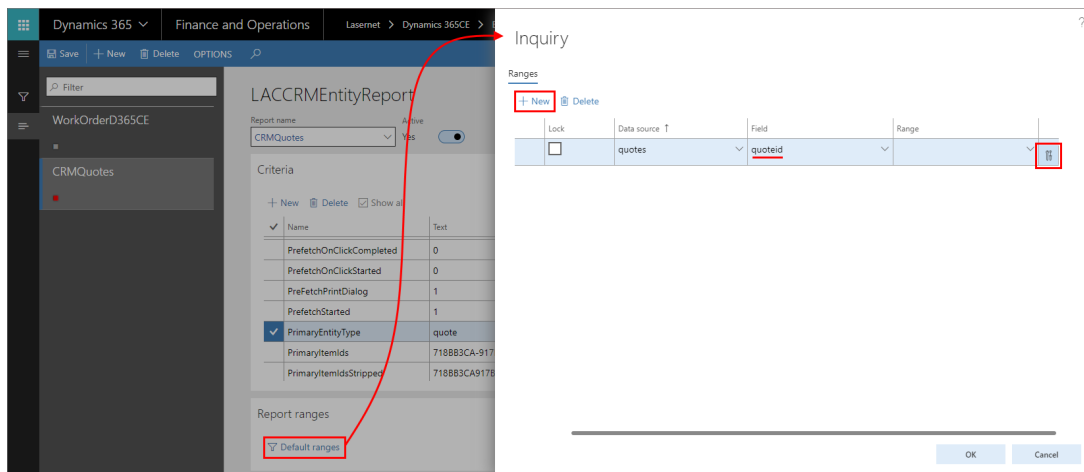 Dynamics 365
Finance and Operations
Lasernet > Dynamics 365CE >
Save
New
Delete
OPTIONS
Filter
WorkOrderD365CE
CRMQuotes
LACCRMEntityReport
Report name
Active
CRMQuotes
Yes
Criteria
New
Delete
Show all
Name
Text
PrefetchOnClickCompleted
0
PrefetchOnClickStarted
0
PreFetchPrintDialog
1
PrefetchStarted
1
PrimaryEntityType
quote
PrimaryItemIds
718BB3CA-917
PrimaryItemIdsStripped
718BB3CA917B
Report ranges
Default ranges
?
Inquiry
Ranges
New
Delete
Lock
Data source ↑
Field
Range
quotes
quoteid
OK
Cancel